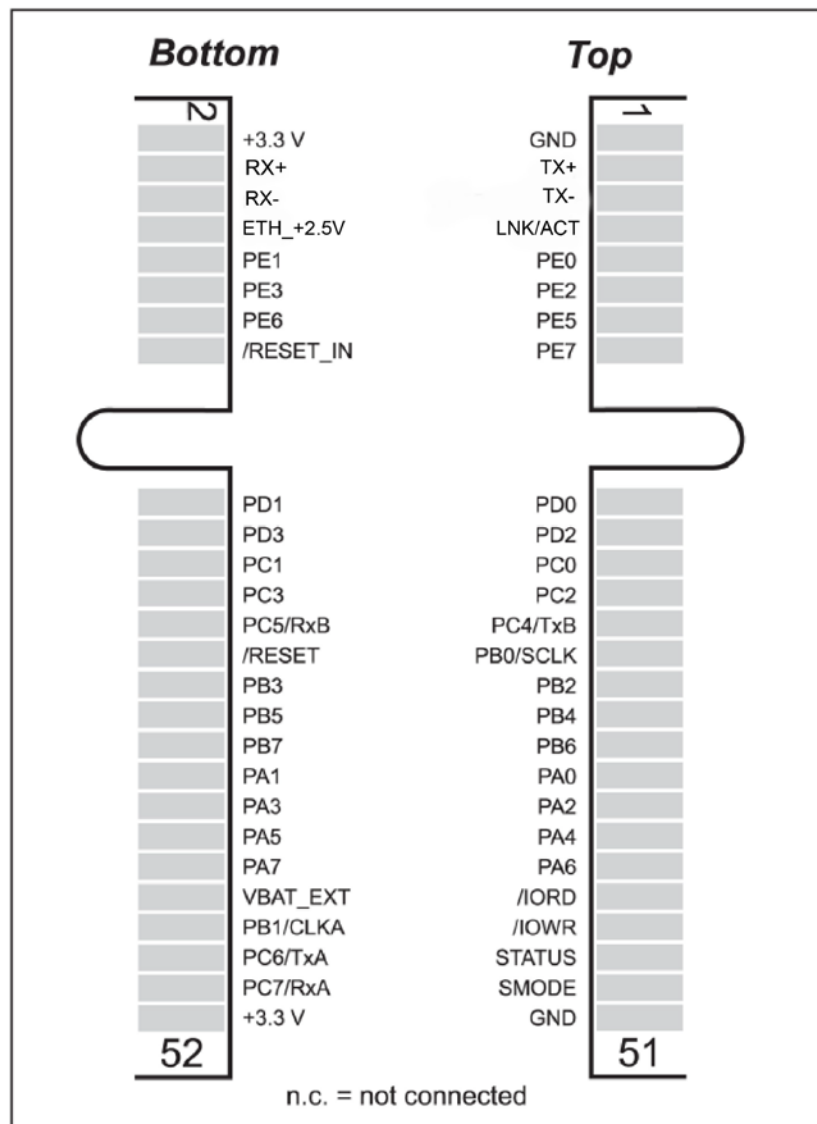 Bottom Top
2 1
+3.3 V GND
RX+ TX+
RX- TX-
ETH_+2.5V LNK/ACT
PE1 PE0
PE3 PE2
PE6 PE5
/RESET_IN PE7
PD1 PD0
PD3 PD2
PC1 PC0
PC3 PC2
PC5/RxB PC4/TxB
/RESET PB0/SCLK
PB3 PB2
PB5 PB4
PB7 PB6
PA1 PA0
PA3 PA2
PA5 PA4
PA7 PA6
VBAT_EXT /IORD
PB1/CLKA /IOWR
PC6/TxA STATUS
PC7/RxA SMODE
+3.3 V GND
52 51
n.c. = not connected